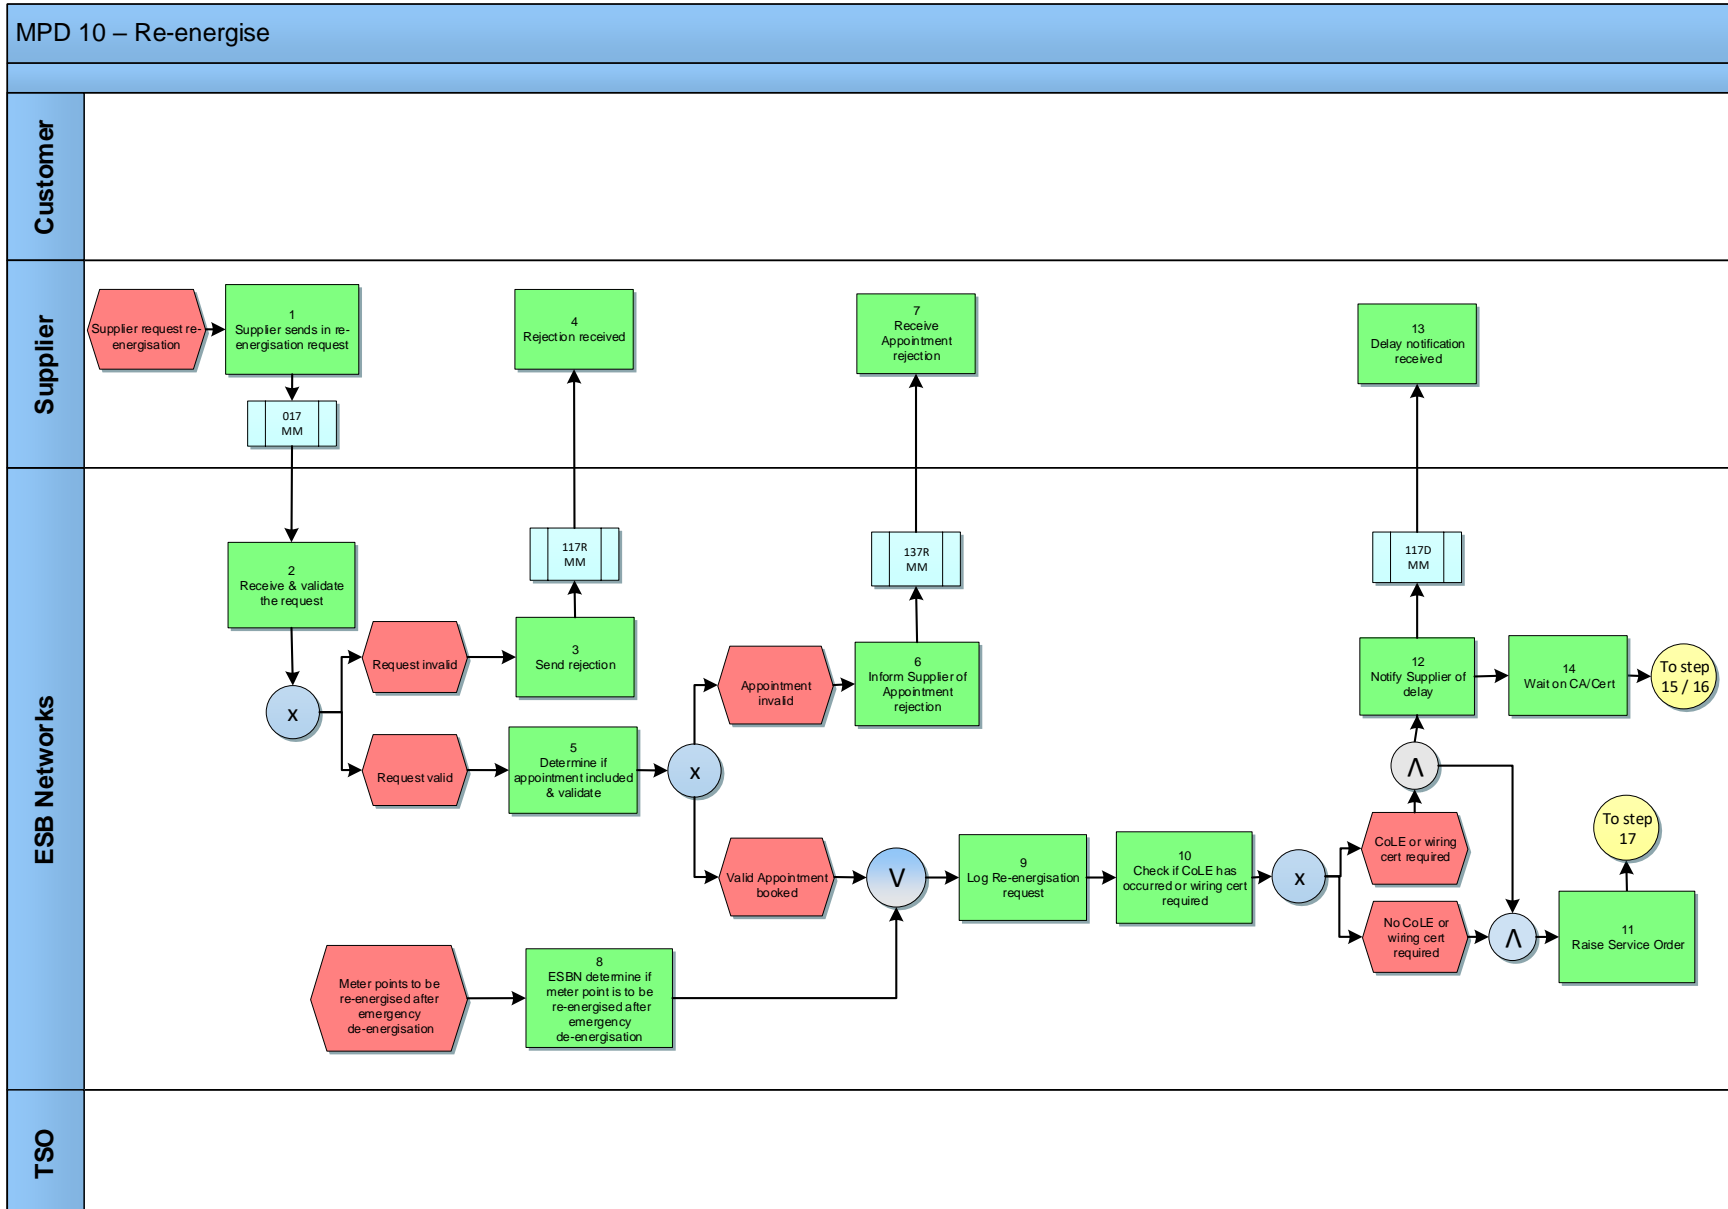 MPD 10 – Re-energise
Customer
Supplier
Supplier request re-
energisation
1
Supplier sends in re-
energisation request
017
MM
4
Rejection received
7
Receive
Appointment
rejection
13
Delay notification
received
ESB Networks
2
Receive & validate
the request
X
Request invalid
Request valid
117R
MM
3
Send rejection
5
Determine if
appointment included
& validate
X
Appointment
invalid
Valid Appointment
booked
137R
MM
6
Inform Supplier of
Appointment
rejection
V
Meter points to be
re-energised after
emergency
de-energisation
8
ESBN determine if
meter point is to be
re-energised after
emergency
de-energisation
9
Log Re-energisation
request
10
Check if CoLE has
occurred or wiring cert
required
X
117D
MM
12
Notify Supplier of
delay
14
Wait on CA/Cert
To step
15 / 16
Λ
CoLE or wiring
cert required
No CoLE or
wiring cert
required
Λ
To step
17
11
Raise Service Order
TSO